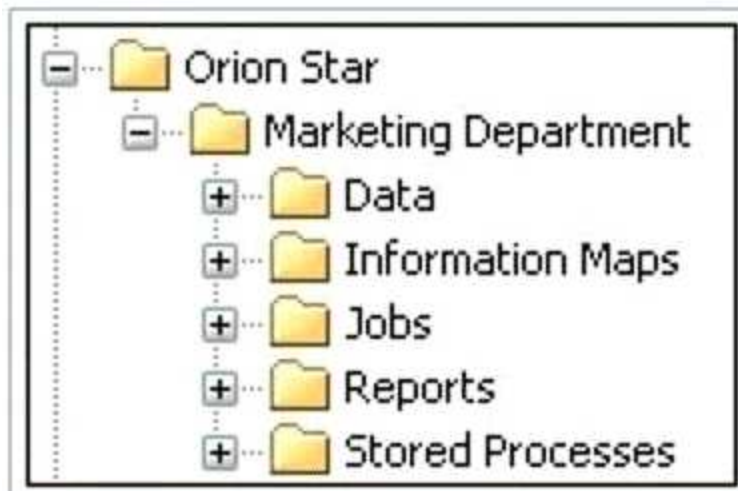 Orion Star
Marketing Department
Data
Information Maps
Jobs
Reports
Stored Processes